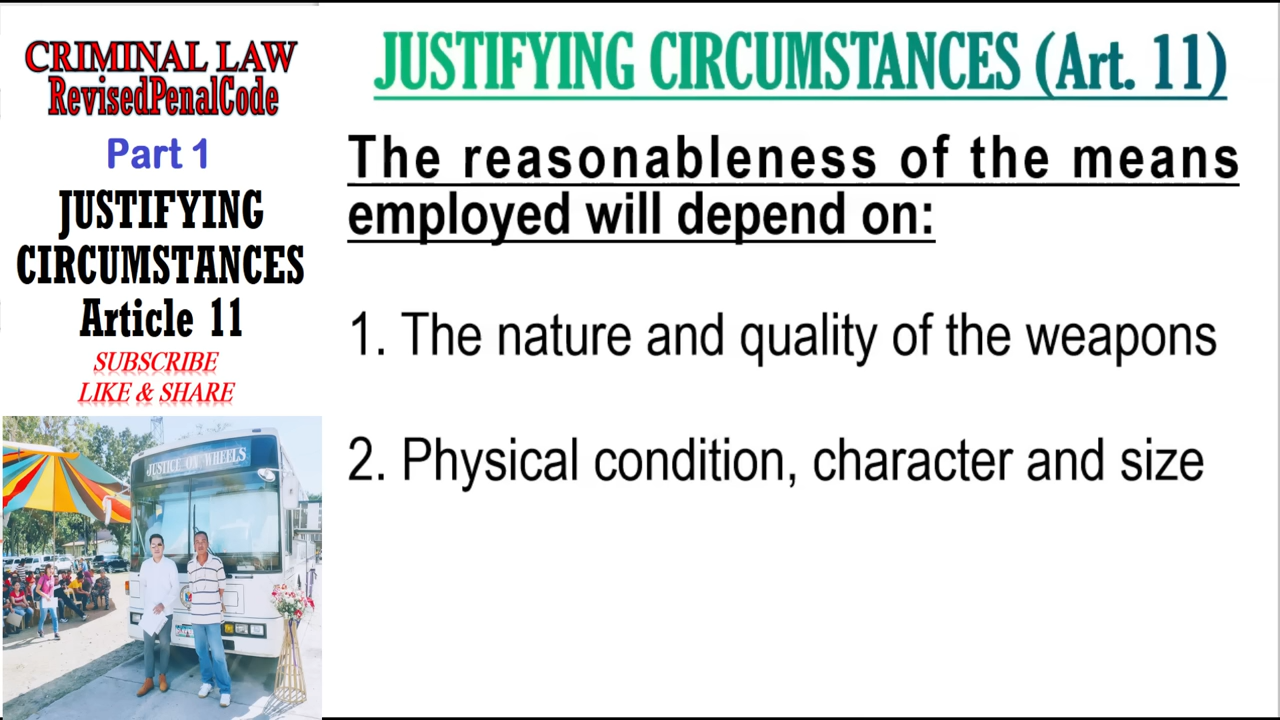 CRIMINAL LAW
RevisedPenalCode
Part 1
JUSTIFYING
CIRCUMSTANCES
Article 11
SUBSCRIBE
LIKE & SHARE
JUSTICE ON WHEELS
JUSTIFYING CIRCUMSTANCES (Art. 11)
The reasonableness of the means
employed will depend on:
1. The nature and quality of the weapons
2. Physical condition, character and size